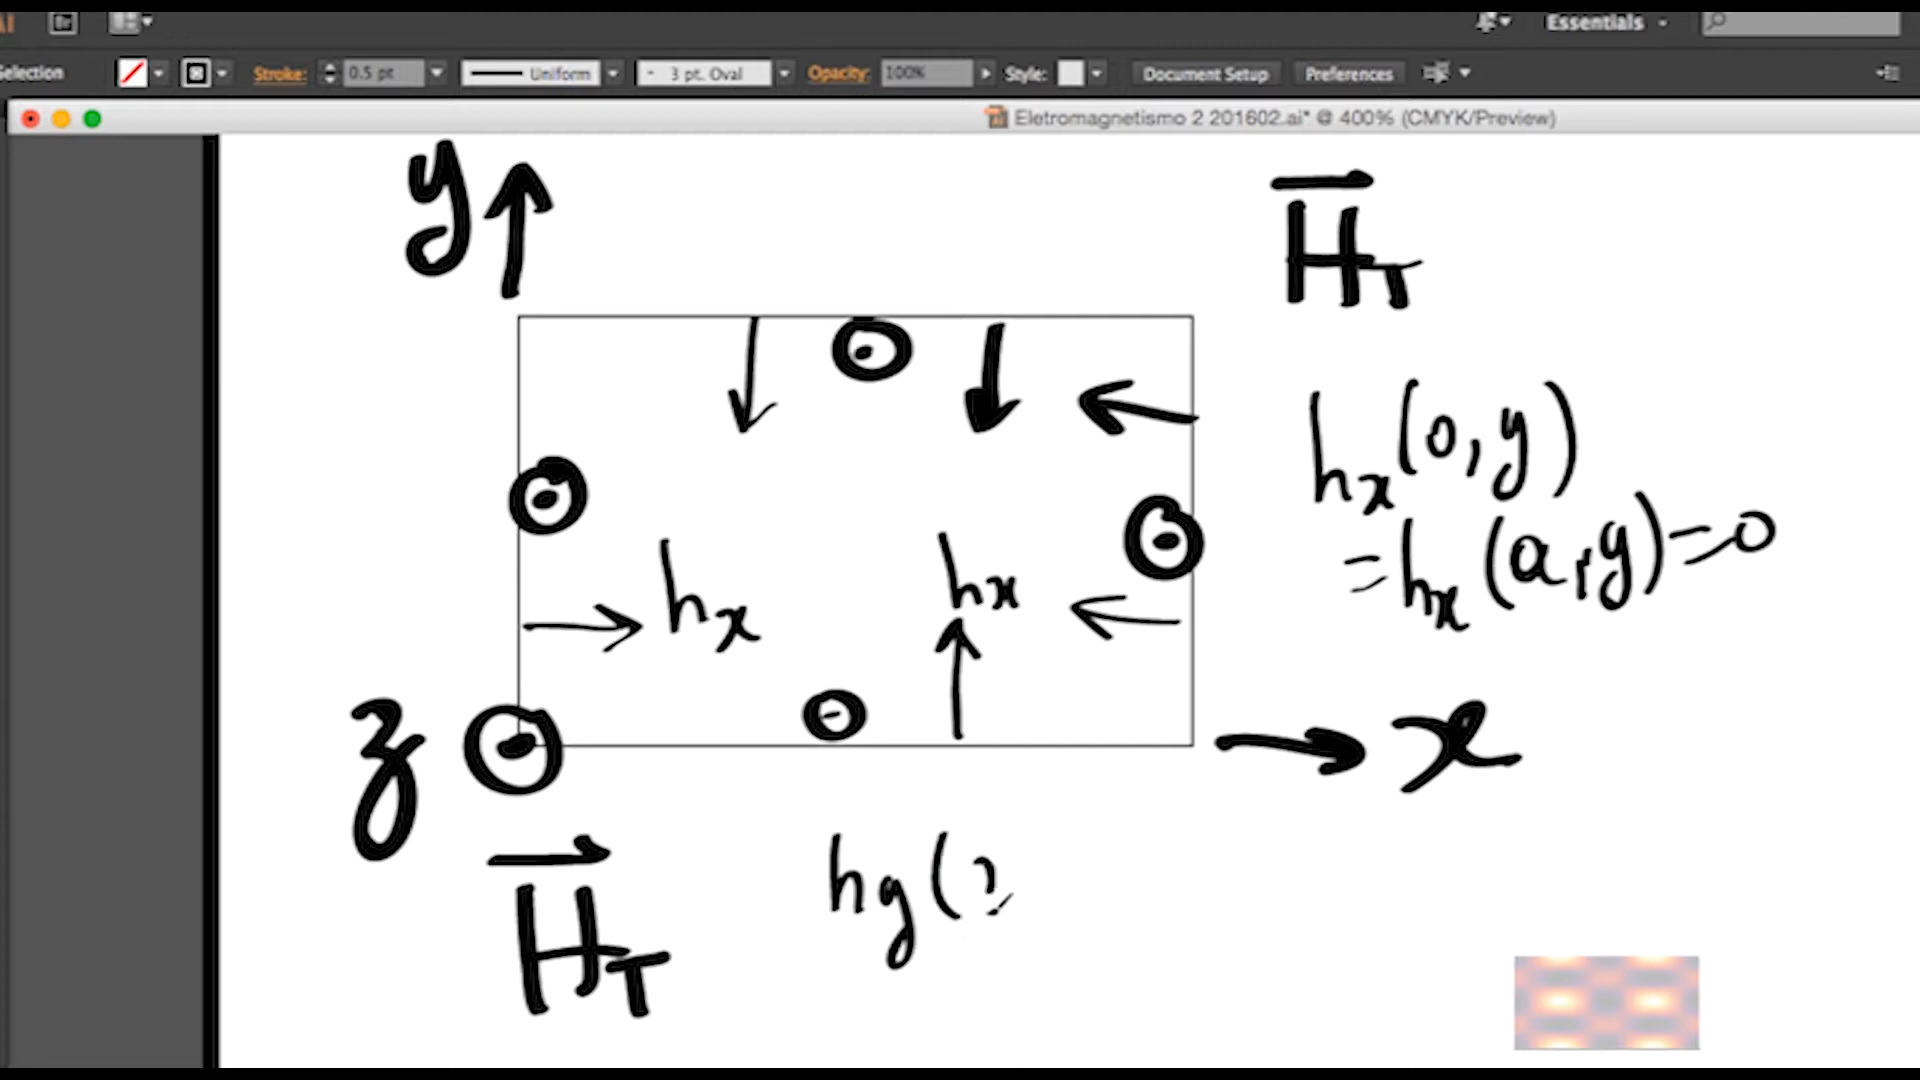 Br
Essentials
Selection Stroke: 0.5 pt Uniform 3 pt. Oval Opacity: 100% Style: Document Setup Preferences
Eletromagnetismo 2 201602.ai* @ 400% (CMYK/Preview)
y
H_T
h_x(0,y)
=h_x(a,y)=0
h_x
h_x
z
x
H_T
h_y(